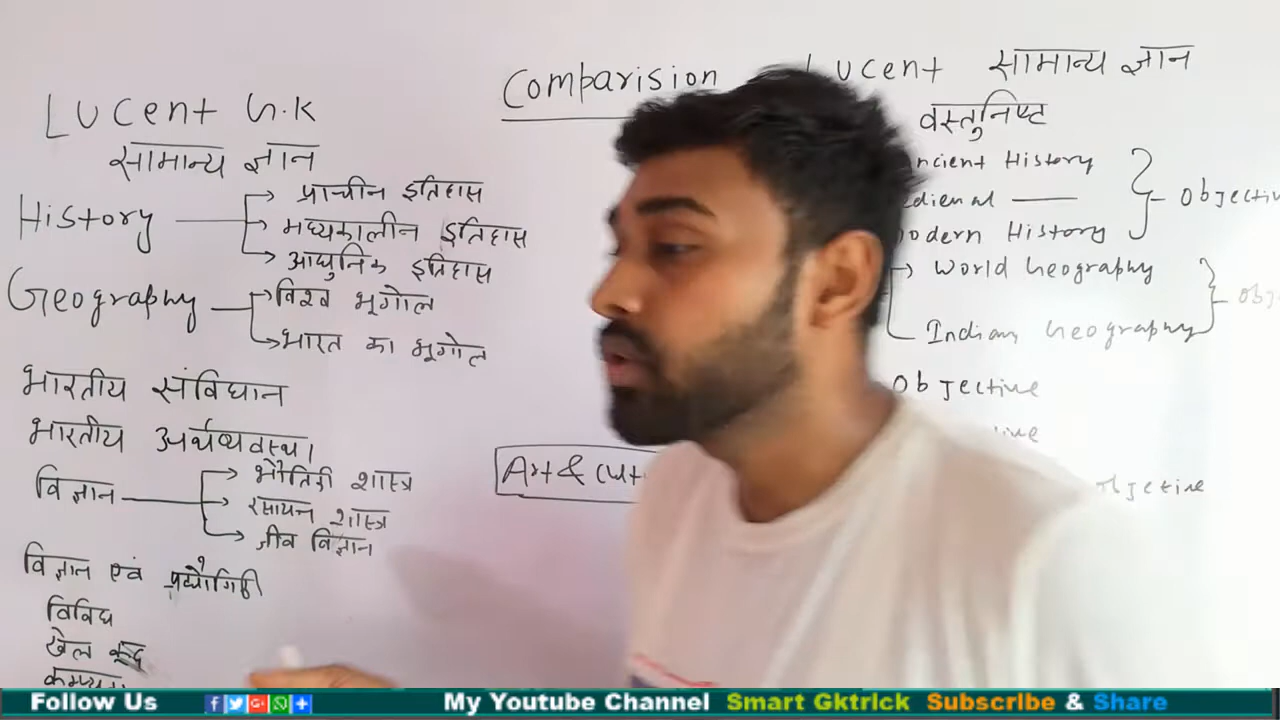 Comparision
Lucent G.K
सामान्य ज्ञान
History
प्राचीन इतिहास
मध्यकालीन इतिहास
आधुनिक इतिहास
Geography
विश्व भूगोल
भारत का भूगोल
भारतीय संविधान
भारतीय अर्थव्यवस्था
विज्ञान
भौतिकी शास्त्र
रसायन शास्त्र
जीव विज्ञान
विज्ञान एवं
विविध
खेल कूद
Art &
Lucent सामान्य ज्ञान
वस्तुनिष्ट
History
Modern History
World Geography
Indian Geography
Objective
Objective
Follow Us My Youtube Channel Smart Gktrick Subscribe & Share